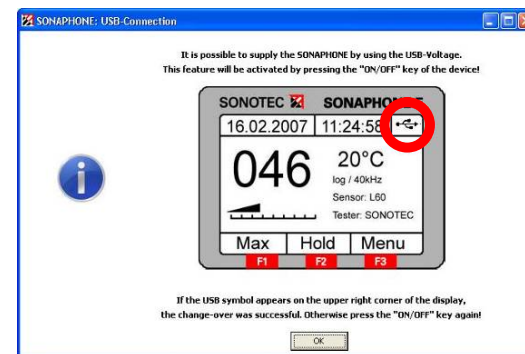 SONAPHONE: USB-Connection
It is possible to supply the SONAPHONE by using the USB-Voltage.
This feature will be activated by pressing the "ON/OFF" key of the device!
SONOTEC SONAPHONE
16.02.2007 11:24:58
046 20°C
log / 40kHz
Sensor: L60
Tester: SONOTEC
Max Hold Menu
F1 F2 F3
If the USB symbol appears on the upper right corner of the display,
the change-over was successful. Otherwise press the "ON/OFF" key again!
OK